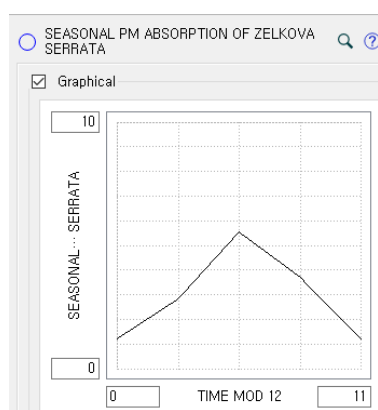 SEASONAL PM ABSORPTION OF ZELKOVA
SERRATA
Graphical
10
SEASONAL... SERRATA
0
0 TIME MOD 12 11